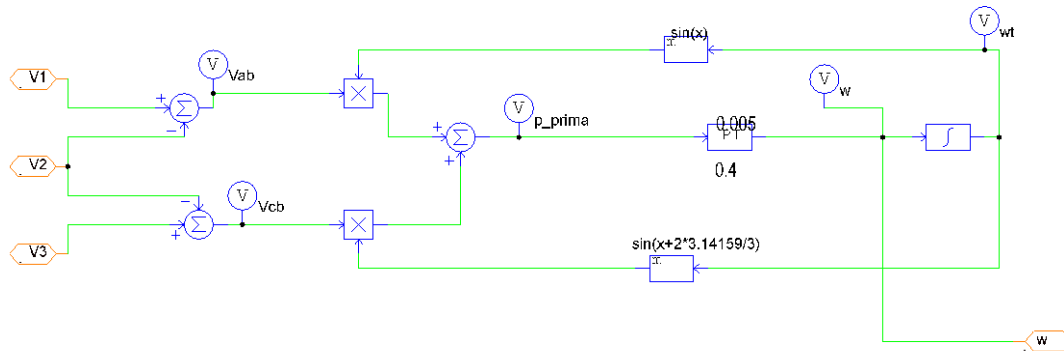 sin(x)
x
V
wt
V
Vab
V1
V
w
V
p_prima
0.005
PI
0.4
V2
V
Vcb
V3
sin(x+2*3.14159/3)
x
w